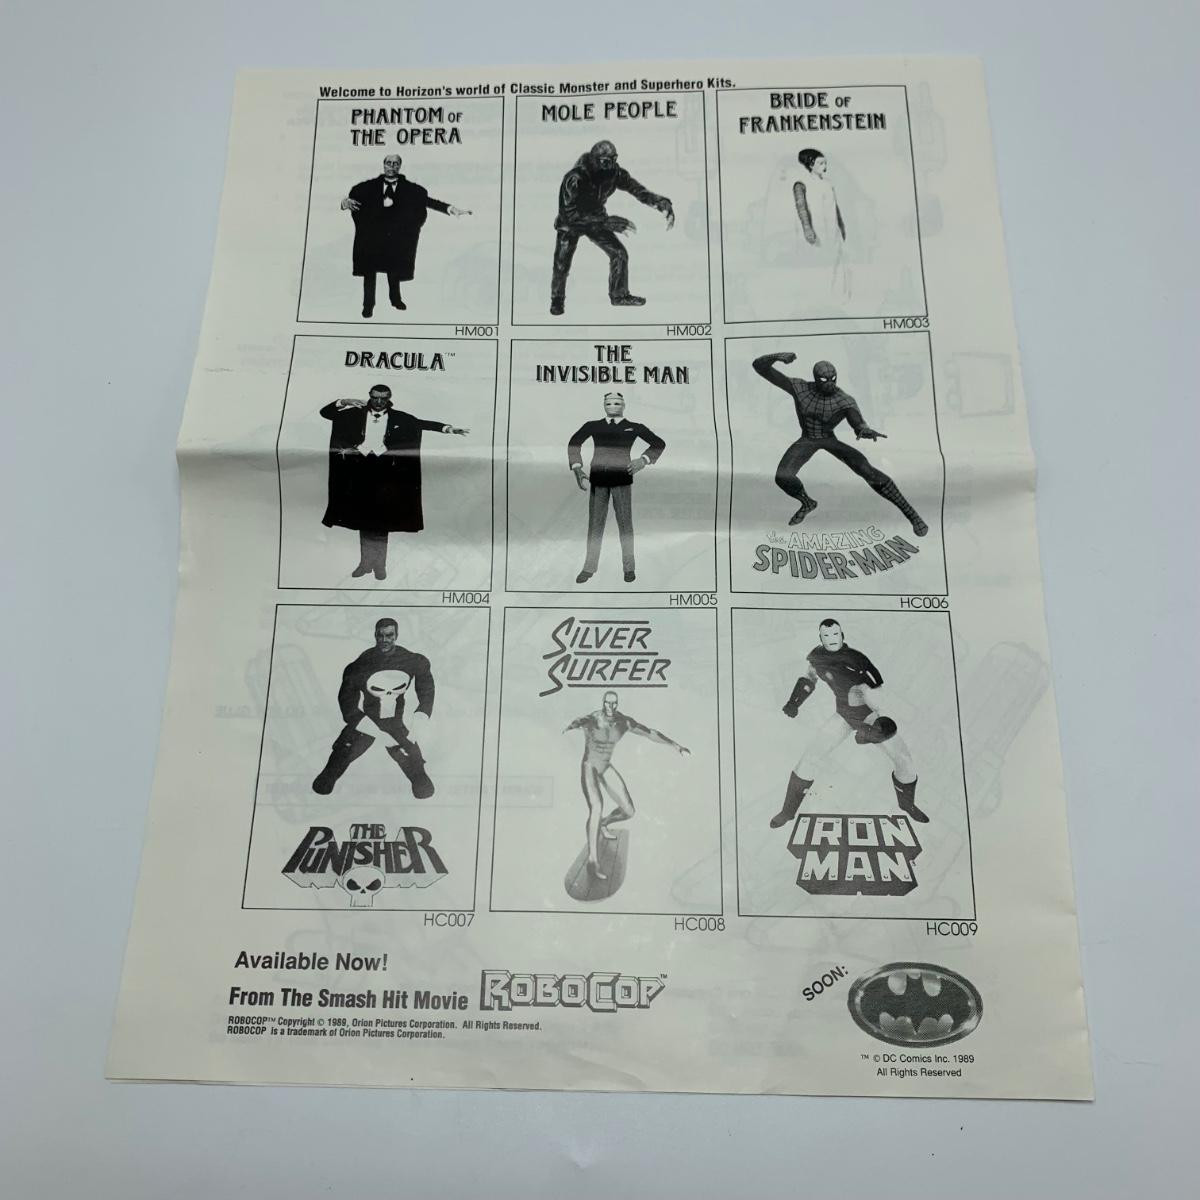 Welcome to Horizon's world of Classic Monster and Superhero Kits.
PHANTOM OF
THE OPERA
HM001
MOLE PEOPLE
HM002
BRIDE OF
FRANKENSTEIN
HM003
DRACULA™
HM004
THE
INVISIBLE MAN
HM005
the AMAZING
SPIDER-MAN
HC006
THE
PUNISHER
HC007
SILVER
SURFER
HC008
IRON
MAN
HC009
Available Now!
From The Smash Hit Movie ROBOCOP™
ROBOCOP™ Copyright © 1989, Orion Pictures Corporation. All Rights Reserved.
ROBOCOP is a trademark of Orion Pictures Corporation.
SOON:
™ © DC Comics Inc. 1989
All Rights Reserved